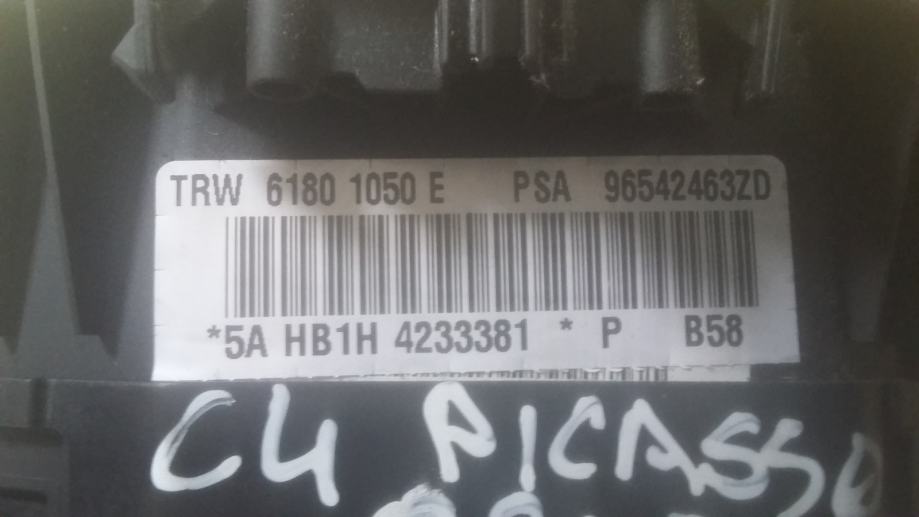 TRW 6180 1050 E PSA 96542463ZD
*5A HB1H 4233381 * P B58
C4 PICASSO